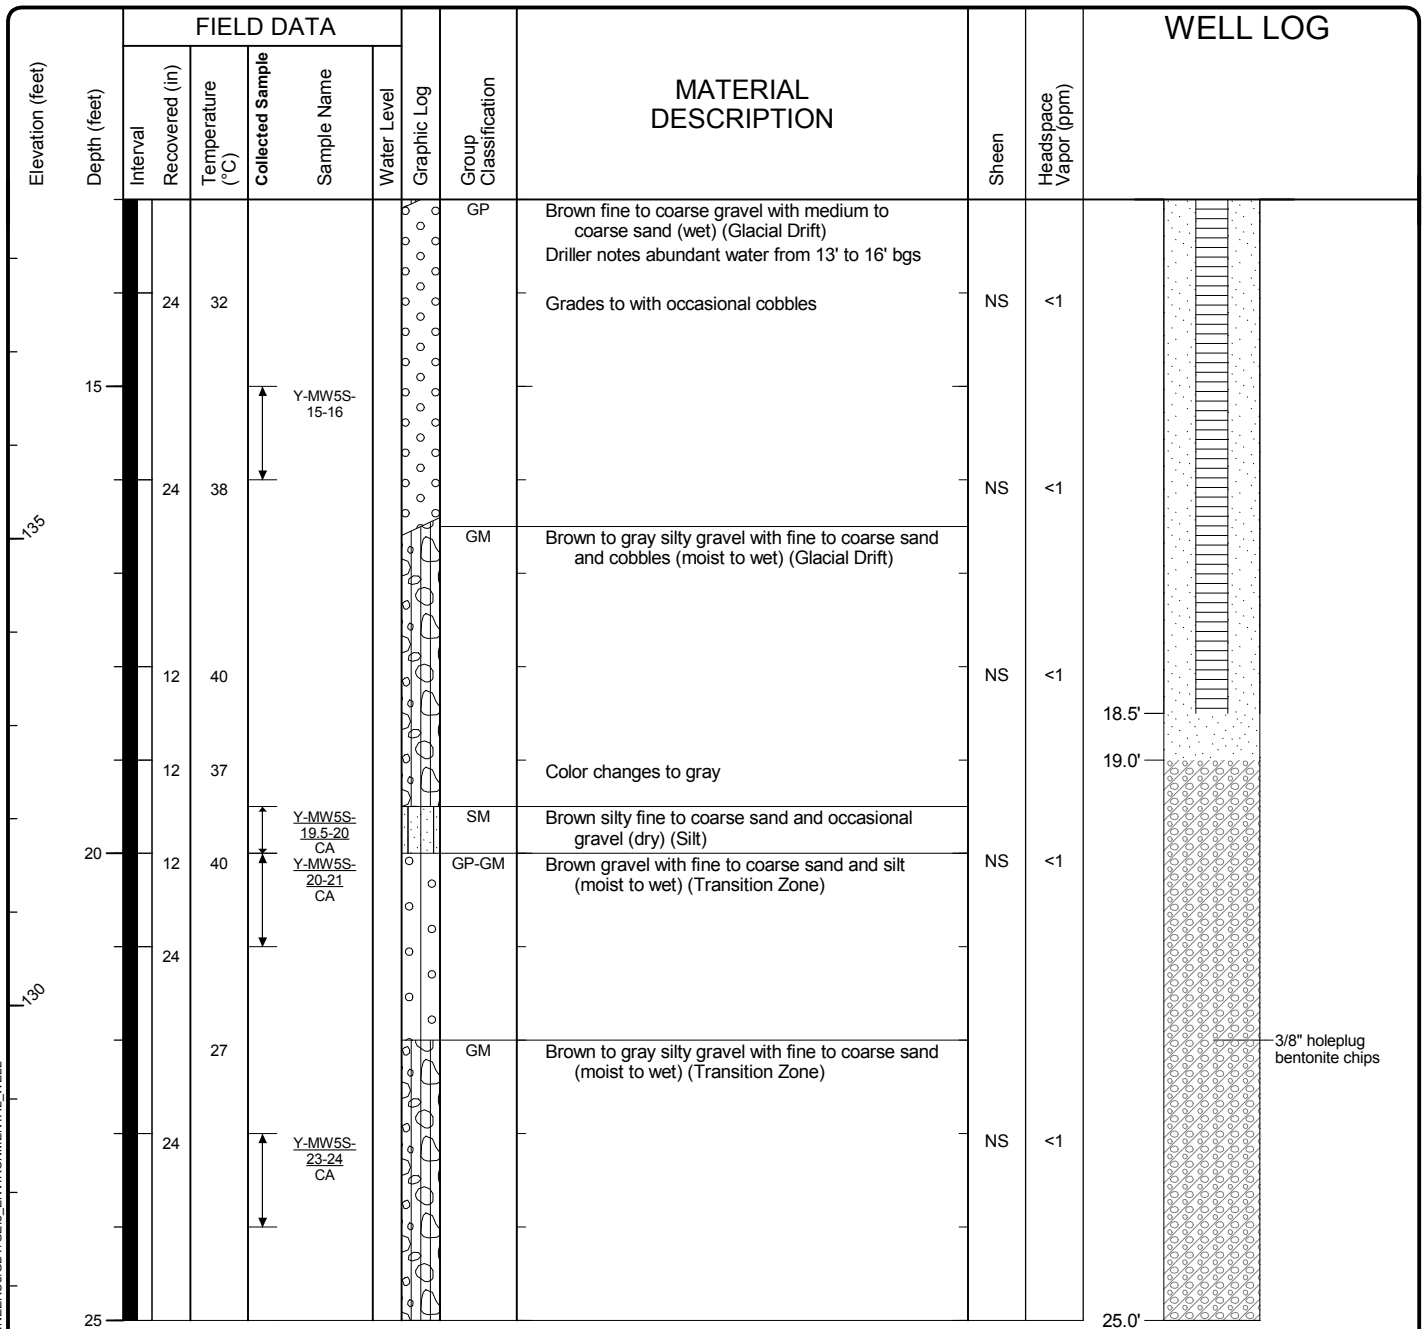 FIELD DATA
WELL LOG
Elevation (feet)
Depth (feet)
Interval
Recovered (in)
Temperature
(°C)
Collected Sample
Sample Name
Water Level
Graphic Log
Group
Classification
MATERIAL
DESCRIPTION
Sheen
Headspace
Vapor (ppm)
GP
Brown fine to coarse gravel with medium to
coarse sand (wet) (Glacial Drift)
Driller notes abundant water from 13' to 16' bgs
24
32
Grades to with occasional cobbles
NS
<1
15
Y-MW5S-
15-16
24
38
NS
<1
135
GM
Brown to gray silty gravel with fine to coarse sand
and cobbles (moist to wet) (Glacial Drift)
12
40
NS
<1
18.5'
19.0'
12
37
Color changes to gray
Y-MW5S-
19.5-20
CA
SM
Brown silty fine to coarse sand and occasional
gravel (dry) (Silt)
20
12
40
Y-MW5S-
20-21
CA
GP-GM
Brown gravel with fine to coarse sand and silt
(moist to wet) (Transition Zone)
NS
<1
24
130
27
GM
Brown to gray silty gravel with fine to coarse sand
(moist to wet) (Transition Zone)
3/8" holeplug
bentonite chips
24
Y-MW5S-
23-24
CA
NS
<1
25
25.0'